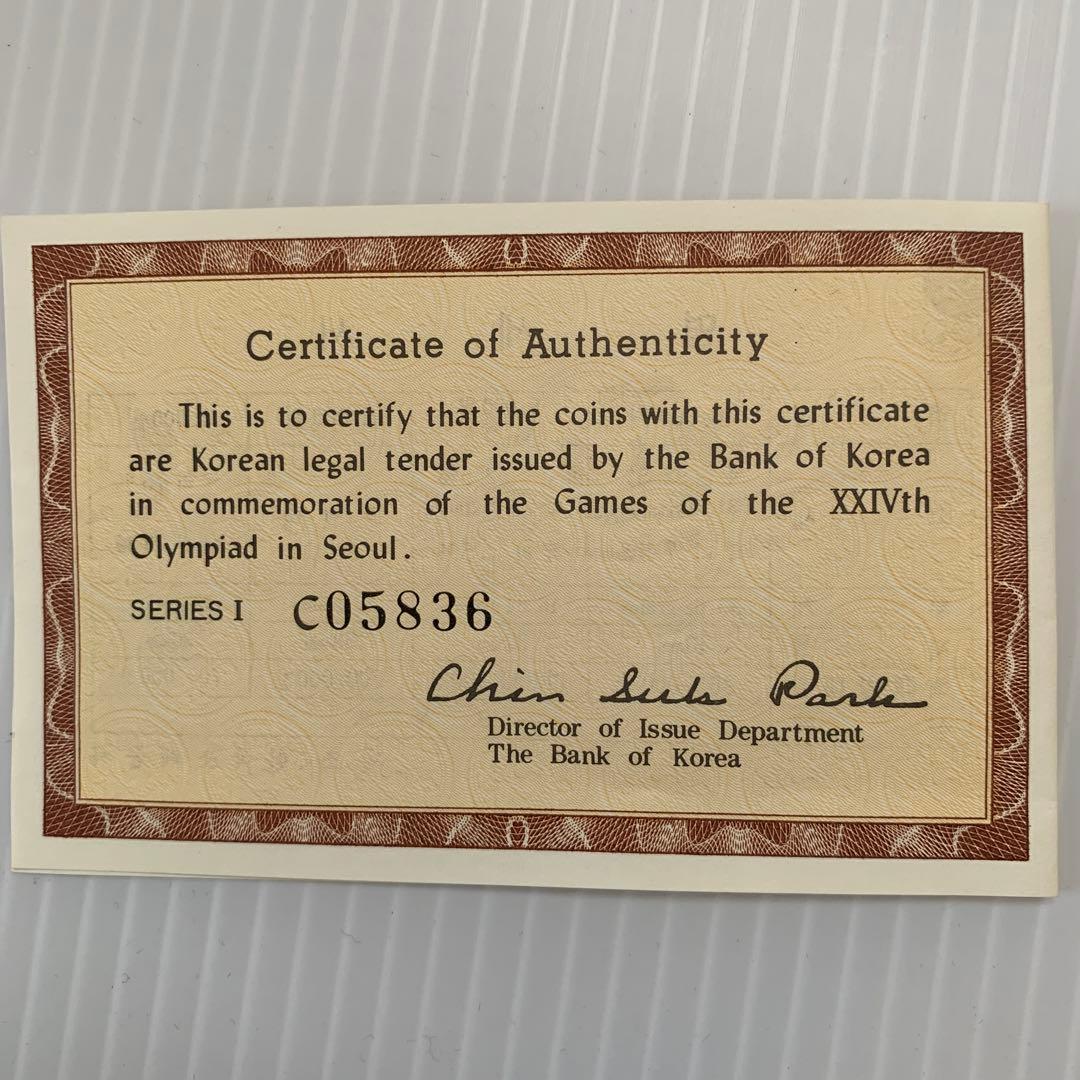 Certificate of Authenticity
This is to certify that the coins with this certificate
are Korean legal tender issued by the Bank of Korea
in commemoration of the Games of the XXIVth
Olympiad in Seoul.
SERIES I C05836
Chin Suk Park
Director of Issue Department
The Bank of Korea